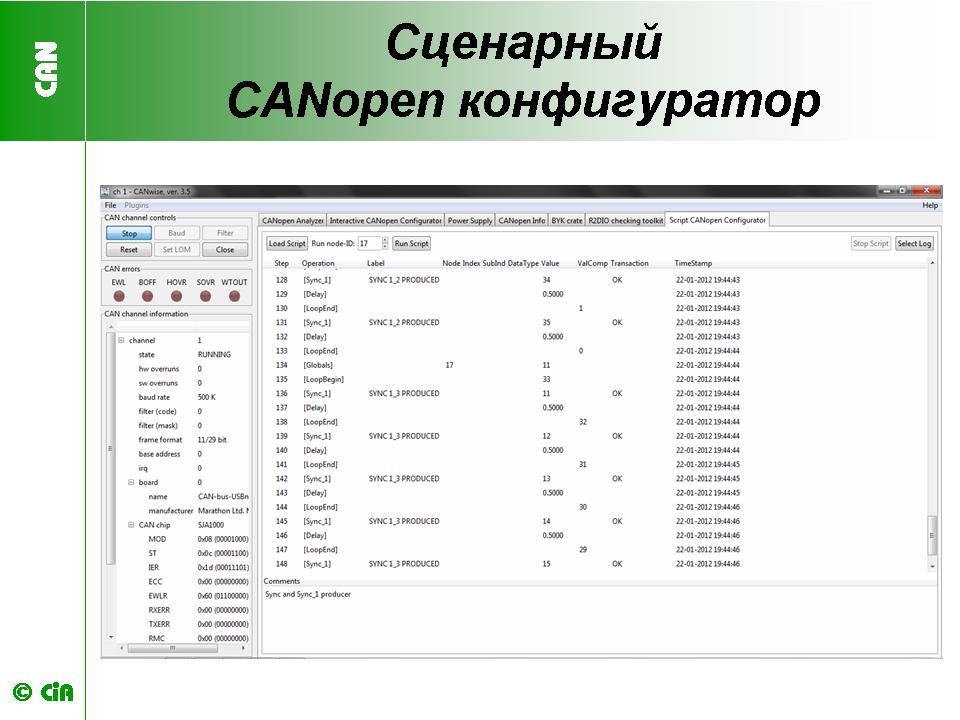 CAN
Сценарный
CANopen конфигуратор
ch 1 - CANwise, ver. 3.5
File Plugins Help
CAN channel controls
Stop Baud Filter
Reset Set LOM Close
CAN errors
EWL BOFF HOVR SOVR WTOUT
CAN channel information
channel 1
state RUNNING
hw overruns 0
sw overruns 0
baud rate 500 K
filter (code) 0
filter (mask) 0
frame format 11/29 bit
base address 0
irq 0
board 0
name CAN-bus-USBn
manufacturer Marathon Ltd.
CAN chip SJA1000
MOD 0x08 (00001000)
ST 0x0c (00001100)
IER 0x1d (00011101)
ECC 0x00 (00000000)
EWLR 0x60 (01100000)
RXERR 0x00 (00000000)
TXERR 0x00 (00000000)
RMC 0x00 (00000000)
CANopen Analyzer Interactive CANopen Configurator Power Supply CANopen Info BYK crate R2DIO checking toolkit Script CANopen Configurator
Load Script Run node-ID: 17 Run Script Stop Script Select Log
Step Operation Label Node Index SubInd DataType Value ValComp Transaction TimeStamp
128 [Sync_1] SYNC 1_2 PRODUCED 34 OK 22-01-2012 19:44:43
129 [Delay] 0.5000 22-01-2012 19:44:43
130 [LoopEnd] 1 22-01-2012 19:44:43
131 [Sync_1] SYNC 1_2 PRODUCED 35 OK 22-01-2012 19:44:43
132 [Delay] 0.5000 22-01-2012 19:44:43
133 [LoopEnd] 0 22-01-2012 19:44:44
134 [Globals] 17 11 22-01-2012 19:44:44
135 [LoopBegin] 33 22-01-2012 19:44:44
136 [Sync_1] SYNC 1_3 PRODUCED 11 OK 22-01-2012 19:44:44
137 [Delay] 0.5000 22-01-2012 19:44:44
138 [LoopEnd] 32 22-01-2012 19:44:44
139 [Sync_1] SYNC 1_3 PRODUCED 12 OK 22-01-2012 19:44:44
140 [Delay] 0.5000 22-01-2012 19:44:44
141 [LoopEnd] 31 22-01-2012 19:44:45
142 [Sync_1] SYNC 1_3 PRODUCED 13 OK 22-01-2012 19:44:45
143 [Delay] 0.5000 22-01-2012 19:44:45
144 [LoopEnd] 30 22-01-2012 19:44:46
145 [Sync_1] SYNC 1_3 PRODUCED 14 OK 22-01-2012 19:44:46
146 [Delay] 0.5000 22-01-2012 19:44:46
147 [LoopEnd] 29 22-01-2012 19:44:46
148 [Sync_1] SYNC 1_3 PRODUCED 15 OK 22-01-2012 19:44:46
Comments
Sync and Sync_1 producer
© CiA